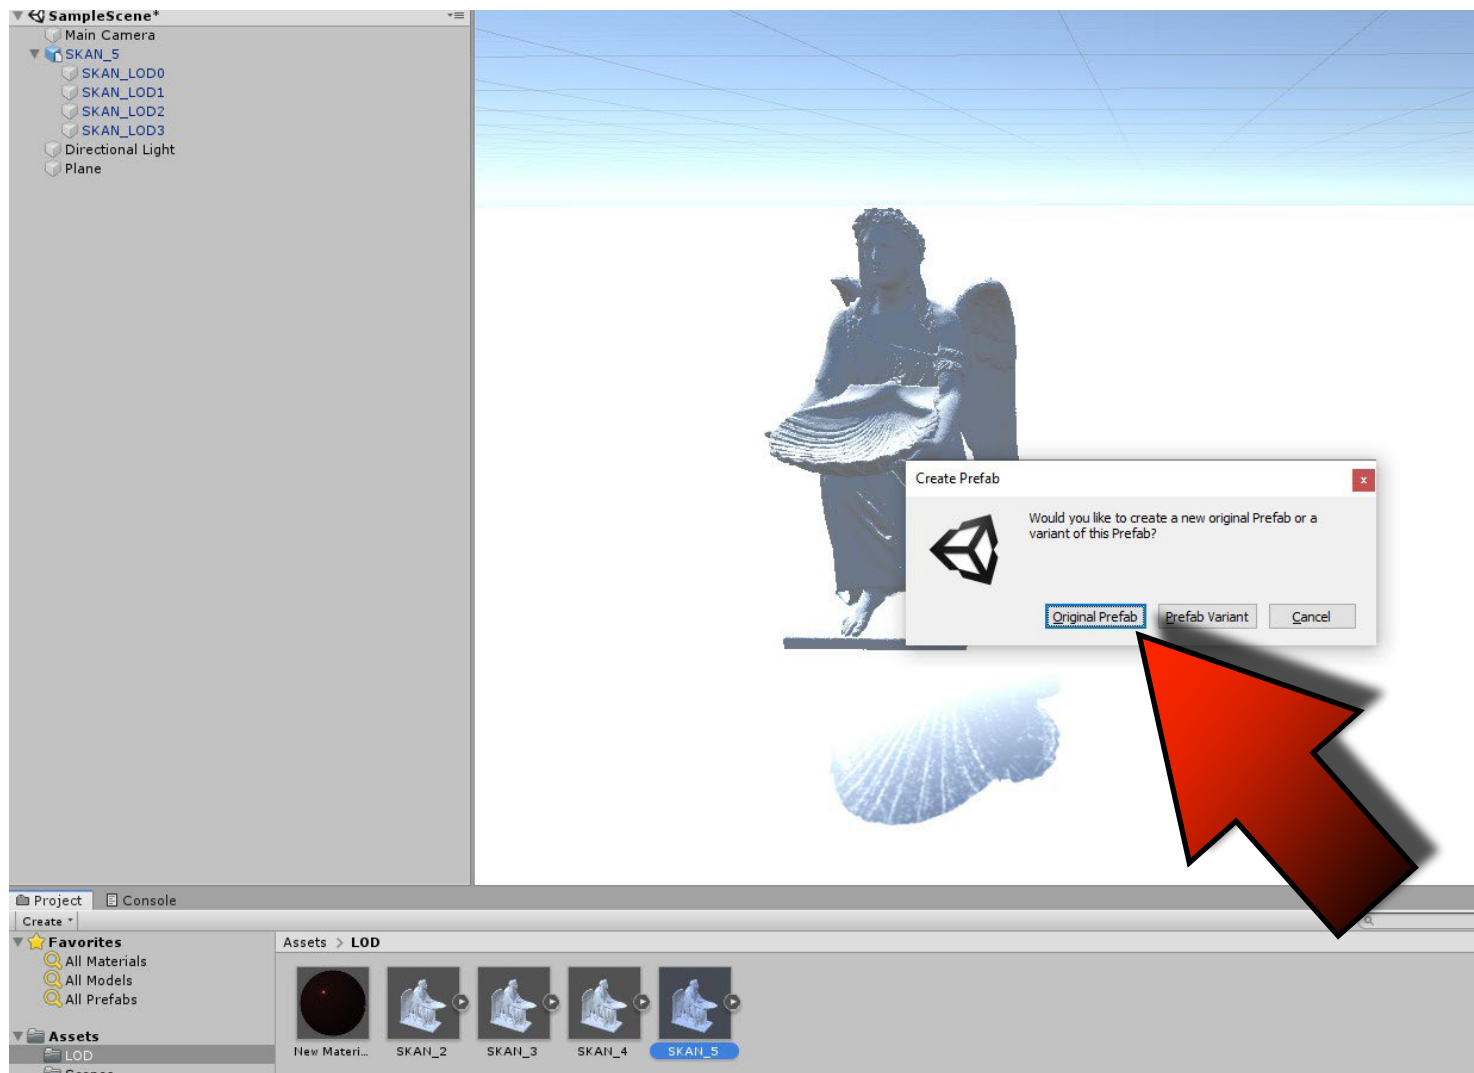 SampleScene*
Main Camera
SKAN_5
SKAN_LOD0
SKAN_LOD1
SKAN_LOD2
SKAN_LOD3
Directional Light
Plane
Create Prefab
x
Would you like to create a new original Prefab or a
variant of this Prefab?
Original Prefab Prefab Variant Cancel
Project Console
Create
Favorites
All Materials
All Models
All Prefabs
Assets
LOD
Assets > LOD
New Materi... SKAN_2 SKAN_3 SKAN_4 SKAN_5